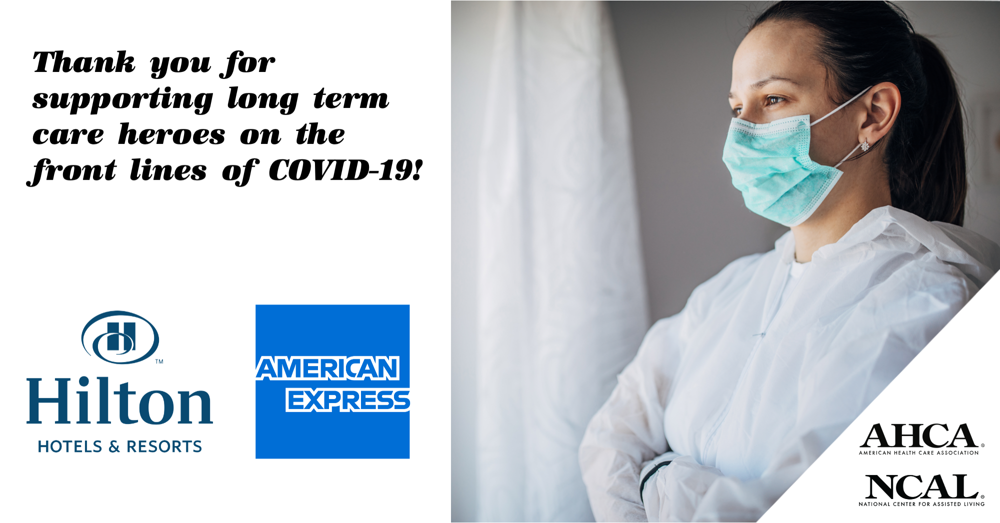 Thank you for
supporting long term
care heroes on the
front lines of COVID-19!
H
TM
Hilton
HOTELS & RESORTS
AMERICAN
EXPRESS
AHCA®
AMERICAN HEALTH CARE ASSOCIATION
NCAL®
NATIONAL CENTER FOR ASSISTED LIVING